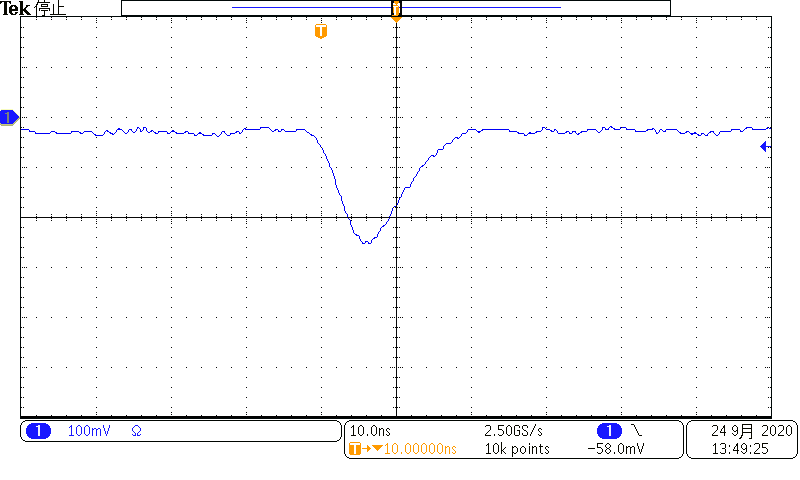 Tek 停止
T
T
1
1 100mV Ω
10.0ns 2.50GS/s 1
T→▼10.00000ns 10k points -58.0mV
24 9月 2020
13:49:25